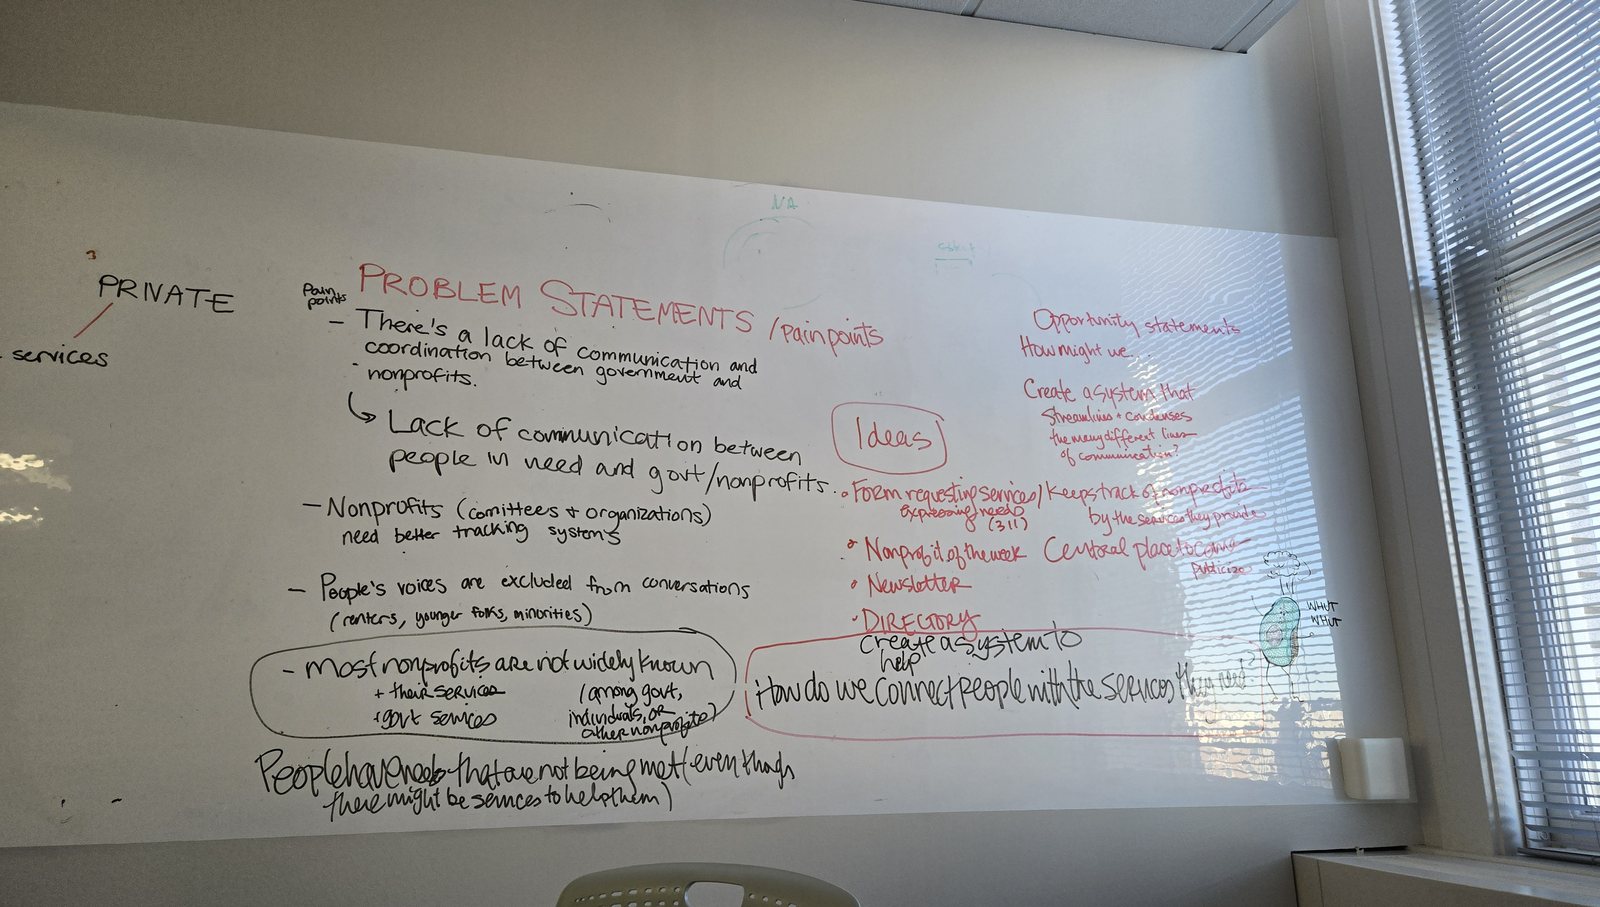 PRIVATE
services
Pain
points
PROBLEM STATEMENTS / Pain points
- There's a lack of communication and
coordination between government and
nonprofits.
Lack of communication between
people in need and govt/nonprofits.
- Nonprofits (comittees + organizations)
need better tracking systems
- People's voices are excluded from conversations
(renters, younger folks, minorities)
- most nonprofits are not widely known
+ their services
+ govt services
(among govt,
individuals, or
other nonprofits)
People have needs that are not being met (even though
there might be services to help them)
NA
Ideas
Form requesting services/
expressing needs
(311)
Nonprofit of the week
Newsletter
DIRECTORY
Opportunity statements
How might we...
Create a system that
streamlines + condenses
the many different lines
of communication?
Keeps track of nonprofits
by the services they provide
Central place to
publicize
create a system to
help
How do we connect people with the services they need?
WHUT
WHUT